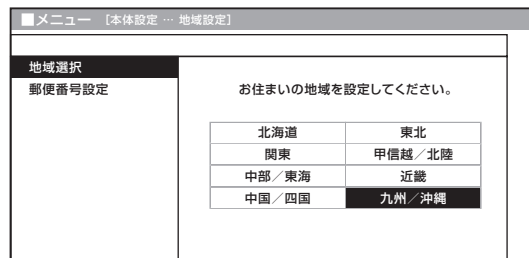 ■メニュー [本体設定 … 地域設定]
地域選択
郵便番号設定
お住まいの地域を設定してください。
北海道 東北
関東 甲信越／北陸
中部／東海 近畿
中国／四国 九州／沖縄